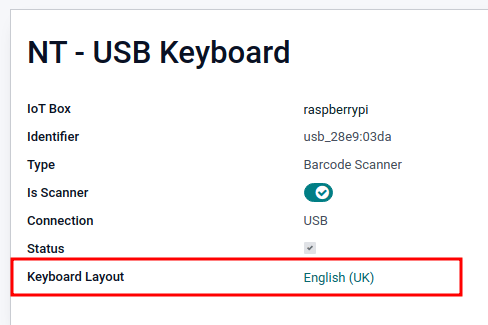 NT - USB Keyboard
IoT Box raspberrypi
Identifier usb_28e9:03da
Type Barcode Scanner
Is Scanner
Connection USB
Status
Keyboard Layout English (UK)